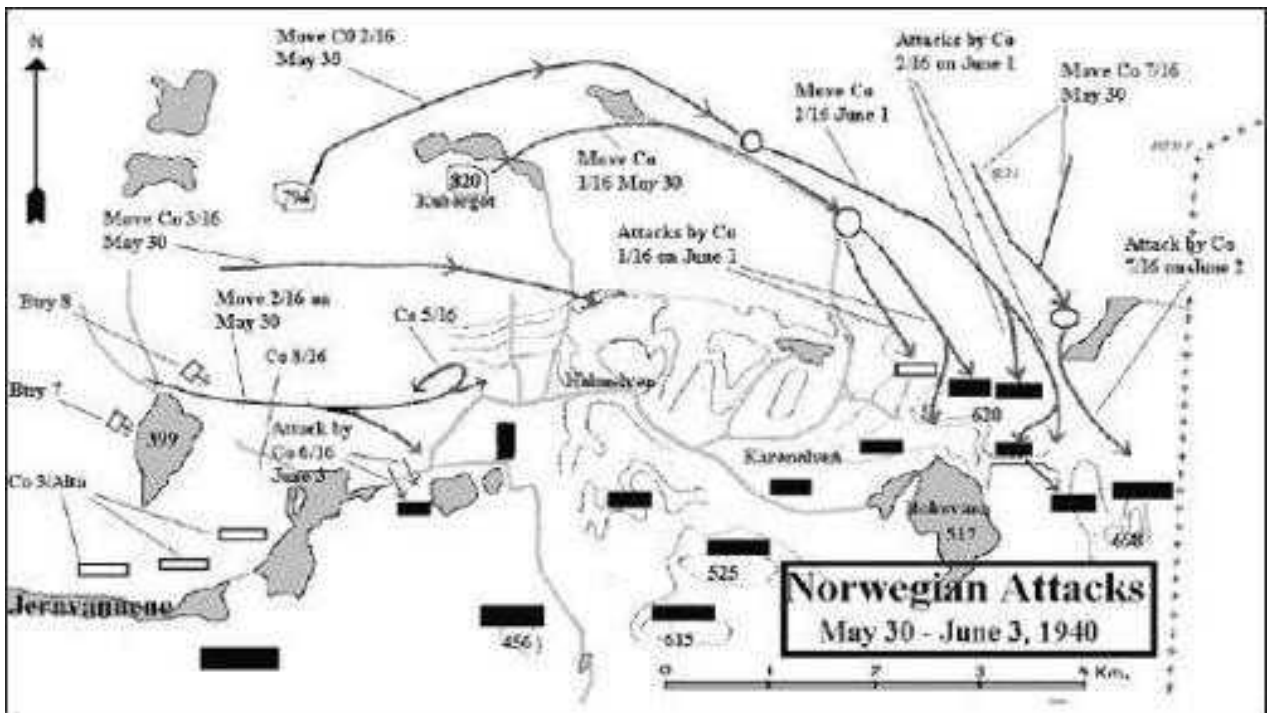 N
Move C0 2/16
May 30
Attacks by Co
2/16 on June 1
Move Co 7/16
May 30
Move Co
2/16 June 1
794
820
Kuberget
Move Co
1/16 May 30
Move Co 3/16
May 30
Attacks by Co
1/16 on June 1
Attack by Co
7/16 on June 2
Btry 8
Move 2/16 on
May 30
Co 5/16
Co 8/16
Btry 7
399
620
Attack by
Co 6/16
June 3
Co 3/Alta
517
698
525
Jernvannene
456
615
Norwegian Attacks
May 30 - June 3, 1940
0 1 2 3 4 Km.